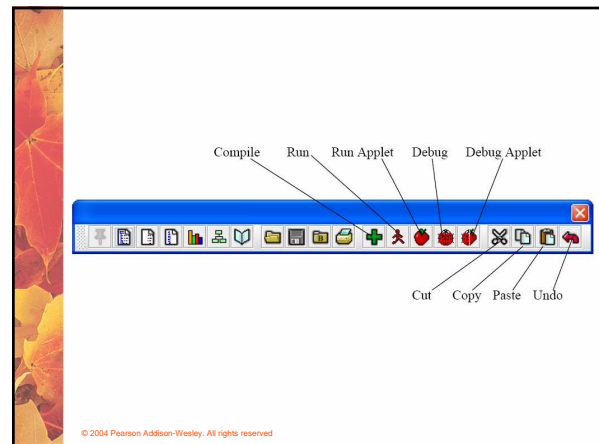 Compile Run Run Applet Debug Debug Applet
Cut Copy Paste Undo
© 2004 Pearson Addison-Wesley. All rights reserved